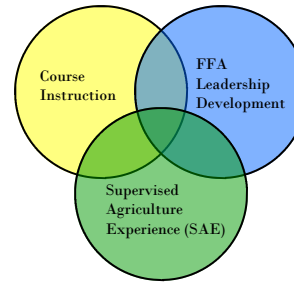 Course
Instruction
FFA
Leadership
Development
Supervised
Agriculture
Experience (SAE)